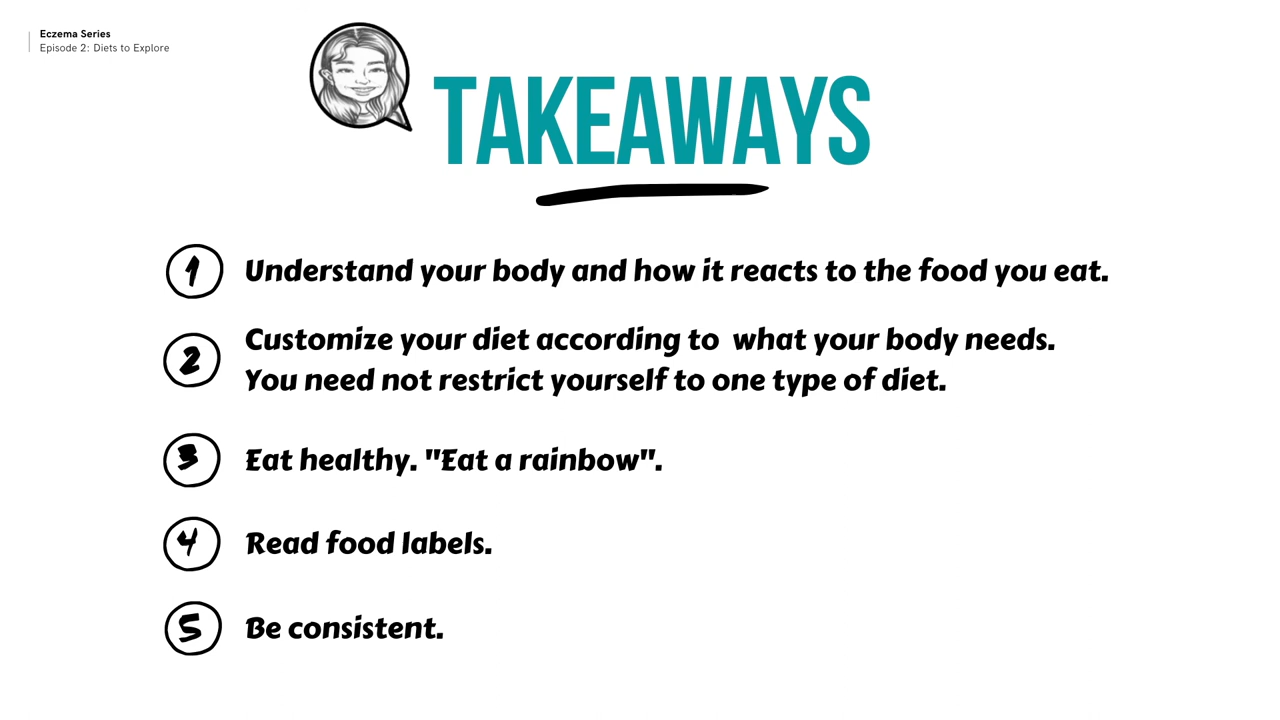 Eczema Series
Episode 2: Diets to Explore
TAKEAWAYS
1 Understand your body and how it reacts to the food you eat.
2 Customize your diet according to  what your body needs.
You need not restrict yourself to one type of diet.
3 Eat healthy. "Eat a rainbow".
4 Read food labels.
5 Be consistent.